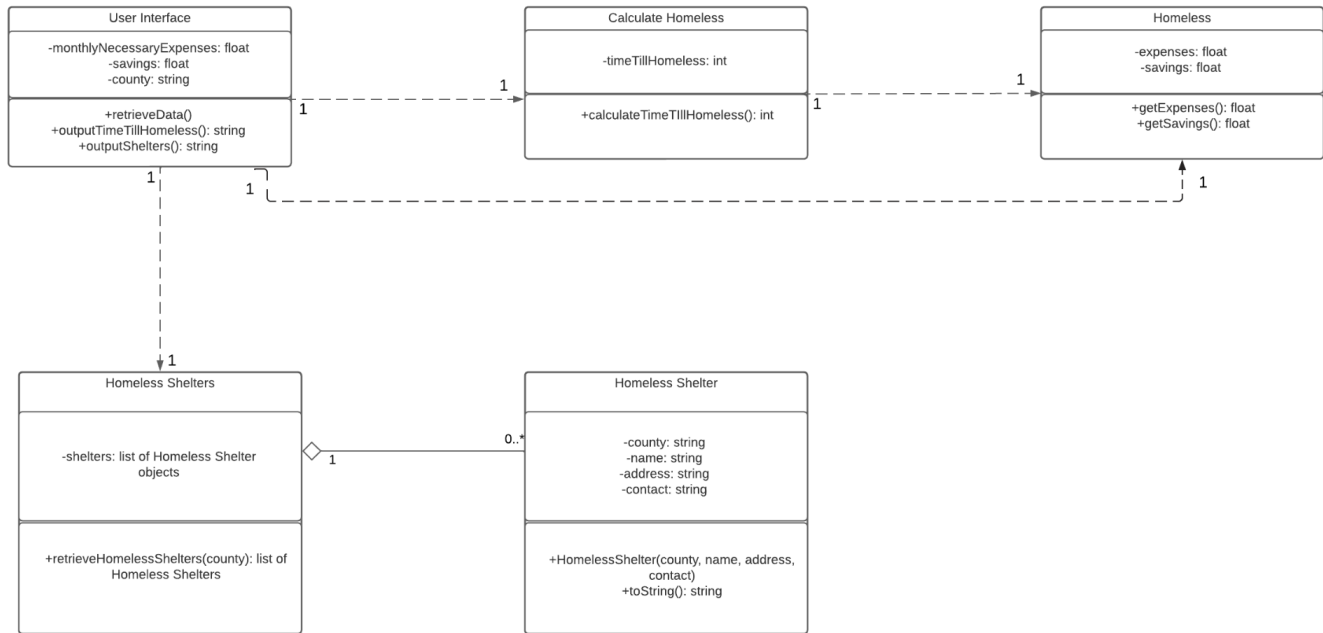 User Interface
-monthlyNecessaryExpenses: float
-savings: float
-county: string
+retrieveData()
+outputTimeTillHomeless(): string
+outputShelters(): string
1
1
Calculate Homeless
-timeTillHomeless: int
+calculateTimeTIllHomeless(): int
1
1
Homeless
-expenses: float
-savings: float
+getExpenses(): float
+getSavings(): float
1
1
1
1
Homeless Shelters
-shelters: list of Homeless Shelter
objects
+retrieveHomelessShelters(county): list of
Homeless Shelters
1
0..*
Homeless Shelter
-county: string
-name: string
-address: string
-contact: string
+HomelessShelter(county, name, address,
contact)
+toString(): string